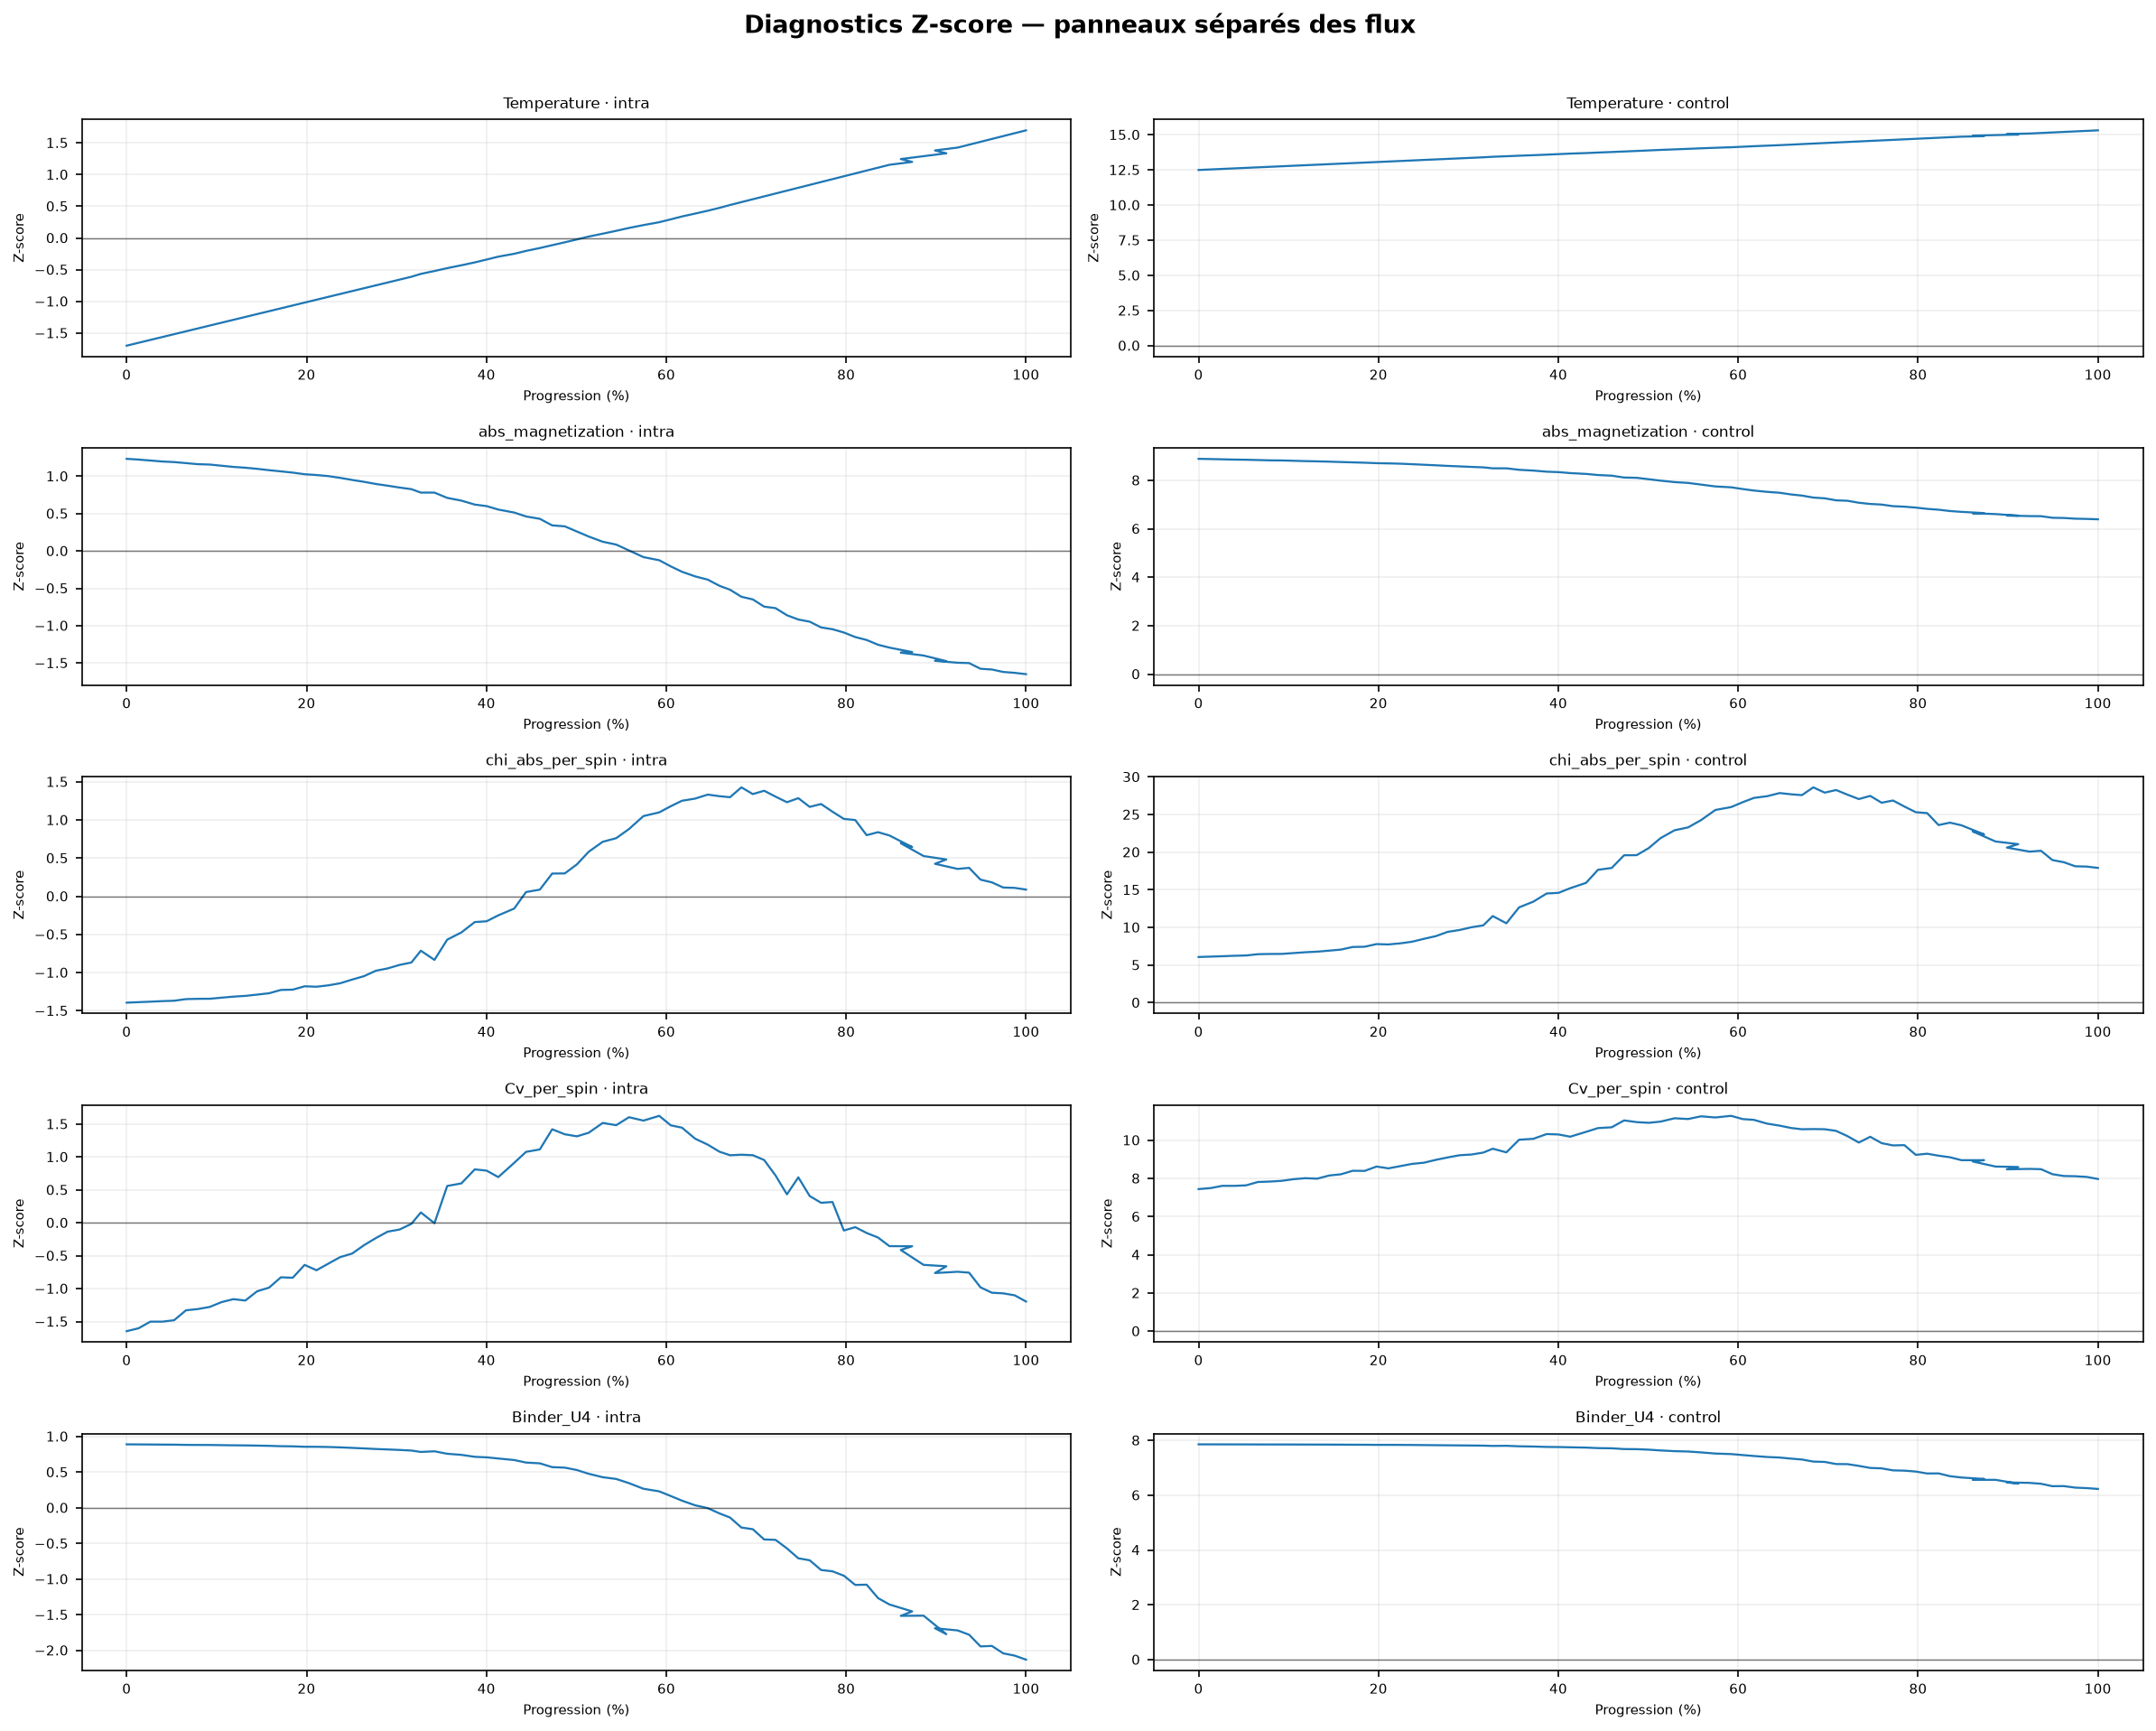 Diagnostics Z-score — panneaux séparés des flux
Temperature · intra
Z-score
1.5
1.0
0.5
0.0
−0.5
−1.0
−1.5
0 20 40 60 80 100
Progression (%)
Temperature · control
Z-score
15.0
12.5
10.0
7.5
5.0
2.5
0.0
0 20 40 60 80 100
Progression (%)
abs_magnetization · intra
Z-score
1.0
0.5
0.0
−0.5
−1.0
−1.5
0 20 40 60 80 100
Progression (%)
abs_magnetization · control
Z-score
8
6
4
2
0
0 20 40 60 80 100
Progression (%)
chi_abs_per_spin · intra
Z-score
1.5
1.0
0.5
0.0
−0.5
−1.0
−1.5
0 20 40 60 80 100
Progression (%)
chi_abs_per_spin · control
Z-score
30
25
20
15
10
5
0
0 20 40 60 80 100
Progression (%)
Cv_per_spin · intra
Z-score
1.5
1.0
0.5
0.0
−0.5
−1.0
−1.5
0 20 40 60 80 100
Progression (%)
Cv_per_spin · control
Z-score
10
8
6
4
2
0
0 20 40 60 80 100
Progression (%)
Binder_U4 · intra
Z-score
1.0
0.5
0.0
−0.5
−1.0
−1.5
−2.0
0 20 40 60 80 100
Progression (%)
Binder_U4 · control
Z-score
8
6
4
2
0
0 20 40 60 80 100
Progression (%)